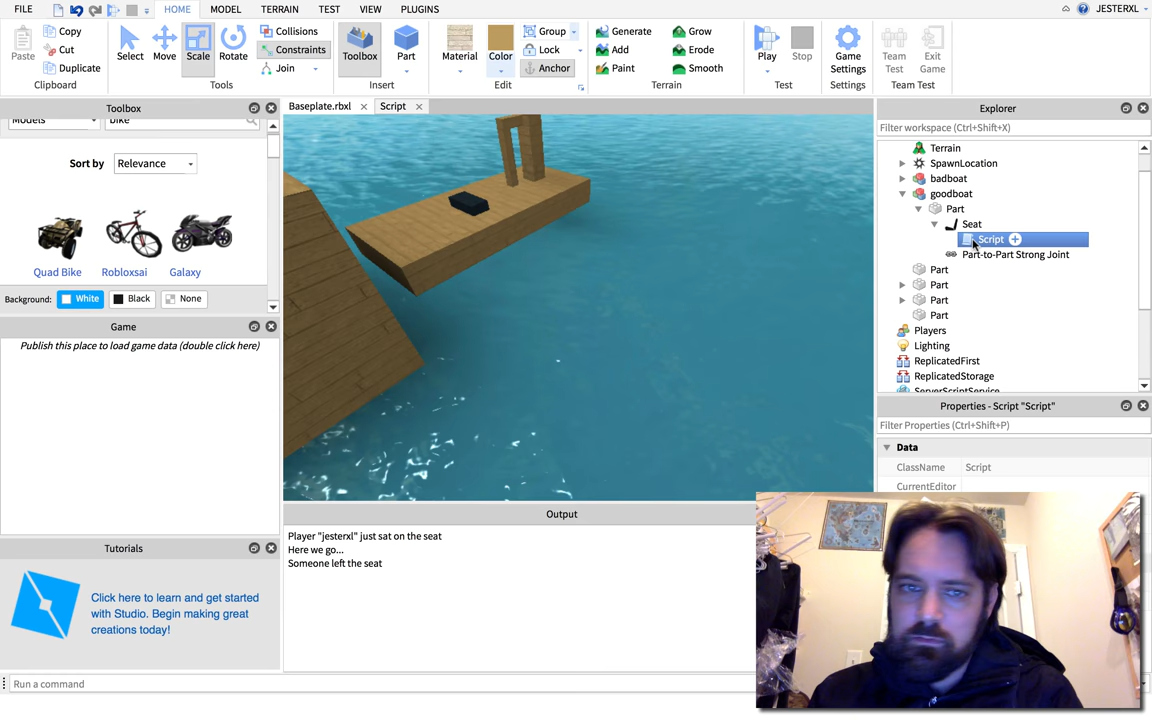 FILE HOME MODEL TERRAIN TEST VIEW PLUGINS JESTERXL
Paste Copy Cut Duplicate
Clipboard
Select Move Scale Rotate Collisions Constraints Join
Tools
Toolbox Part
Insert
Material Color Group Lock Anchor
Edit
Generate Add Paint Grow Erode Smooth
Terrain
Play Stop
Test
Game Settings
Settings
Team Test Exit Game
Team Test
Toolbox
Models bike
Sort by Relevance
Quad Bike Robloxsai Galaxy
Background: White Black None
Game
Publish this place to load game data (double click here)
Tutorials
Click here to learn and get started
with Studio. Begin making great
creations today!
Baseplate.rbxl Script
Output
Player "jesterxl" just sat on the seat
Here we go...
Someone left the seat
Run a command
Explorer
Filter workspace (Ctrl+Shift+X)
Terrain
SpawnLocation
badboat
goodboat
Part
Seat
Script
Part-to-Part Strong Joint
Part
Part
Part
Part
Players
Lighting
ReplicatedFirst
ReplicatedStorage
ServerScriptService
Properties - Script "Script"
Filter Properties (Ctrl+Shift+P)
Data
ClassName Script
CurrentEditor